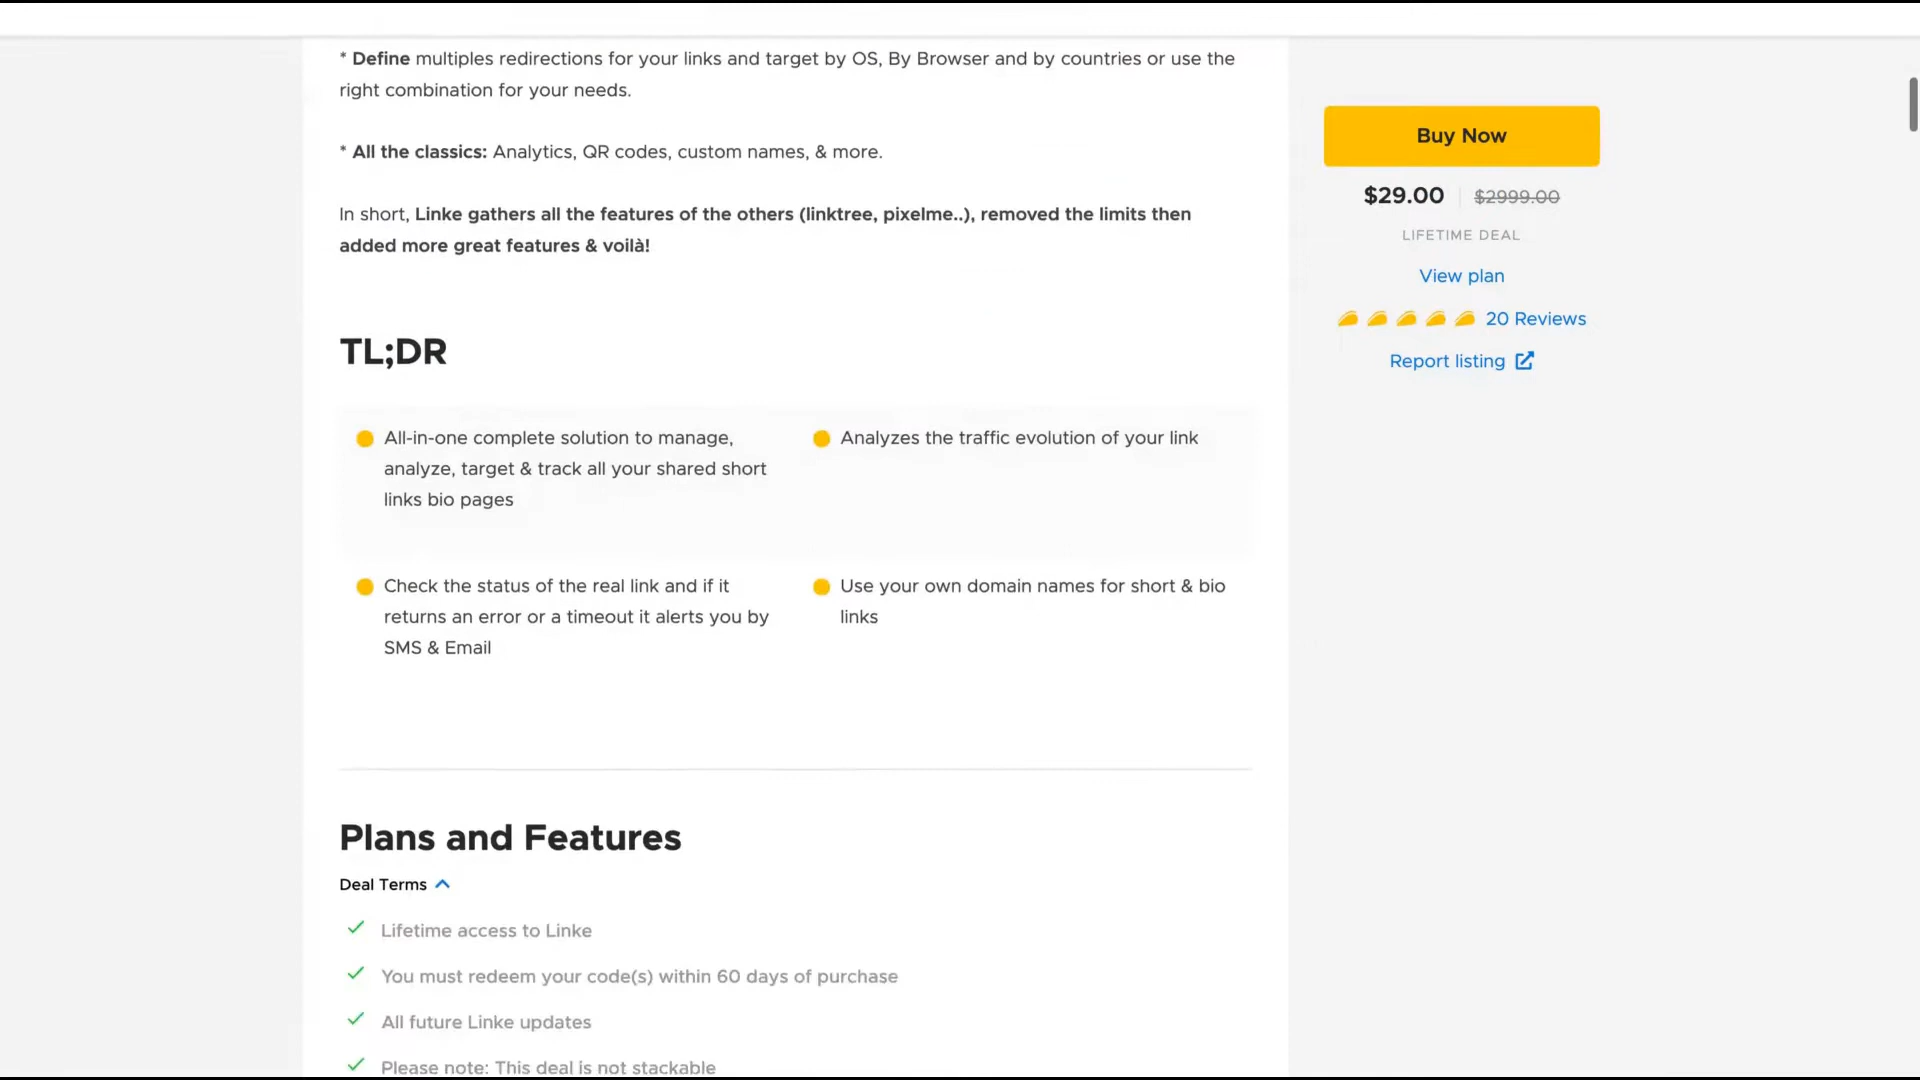 * Define multiples redirections for your links and target by OS, By Browser and by countries or use the
right combination for your needs.
* All the classics: Analytics, QR codes, custom names, & more.
In short, Linke gathers all the features of the others (linktree, pixelme..), removed the limits then
added more great features & voilà!
Buy Now
$29.00 $2999.00
LIFETIME DEAL
View plan
20 Reviews
Report listing
TL;DR
All-in-one complete solution to manage,
analyze, target & track all your shared short
links bio pages
Analyzes the traffic evolution of your link
Check the status of the real link and if it
returns an error or a timeout it alerts you by
SMS & Email
Use your own domain names for short & bio
links
Plans and Features
Deal Terms
Lifetime access to Linke
You must redeem your code(s) within 60 days of purchase
All future Linke updates
Please note: This deal is not stackable